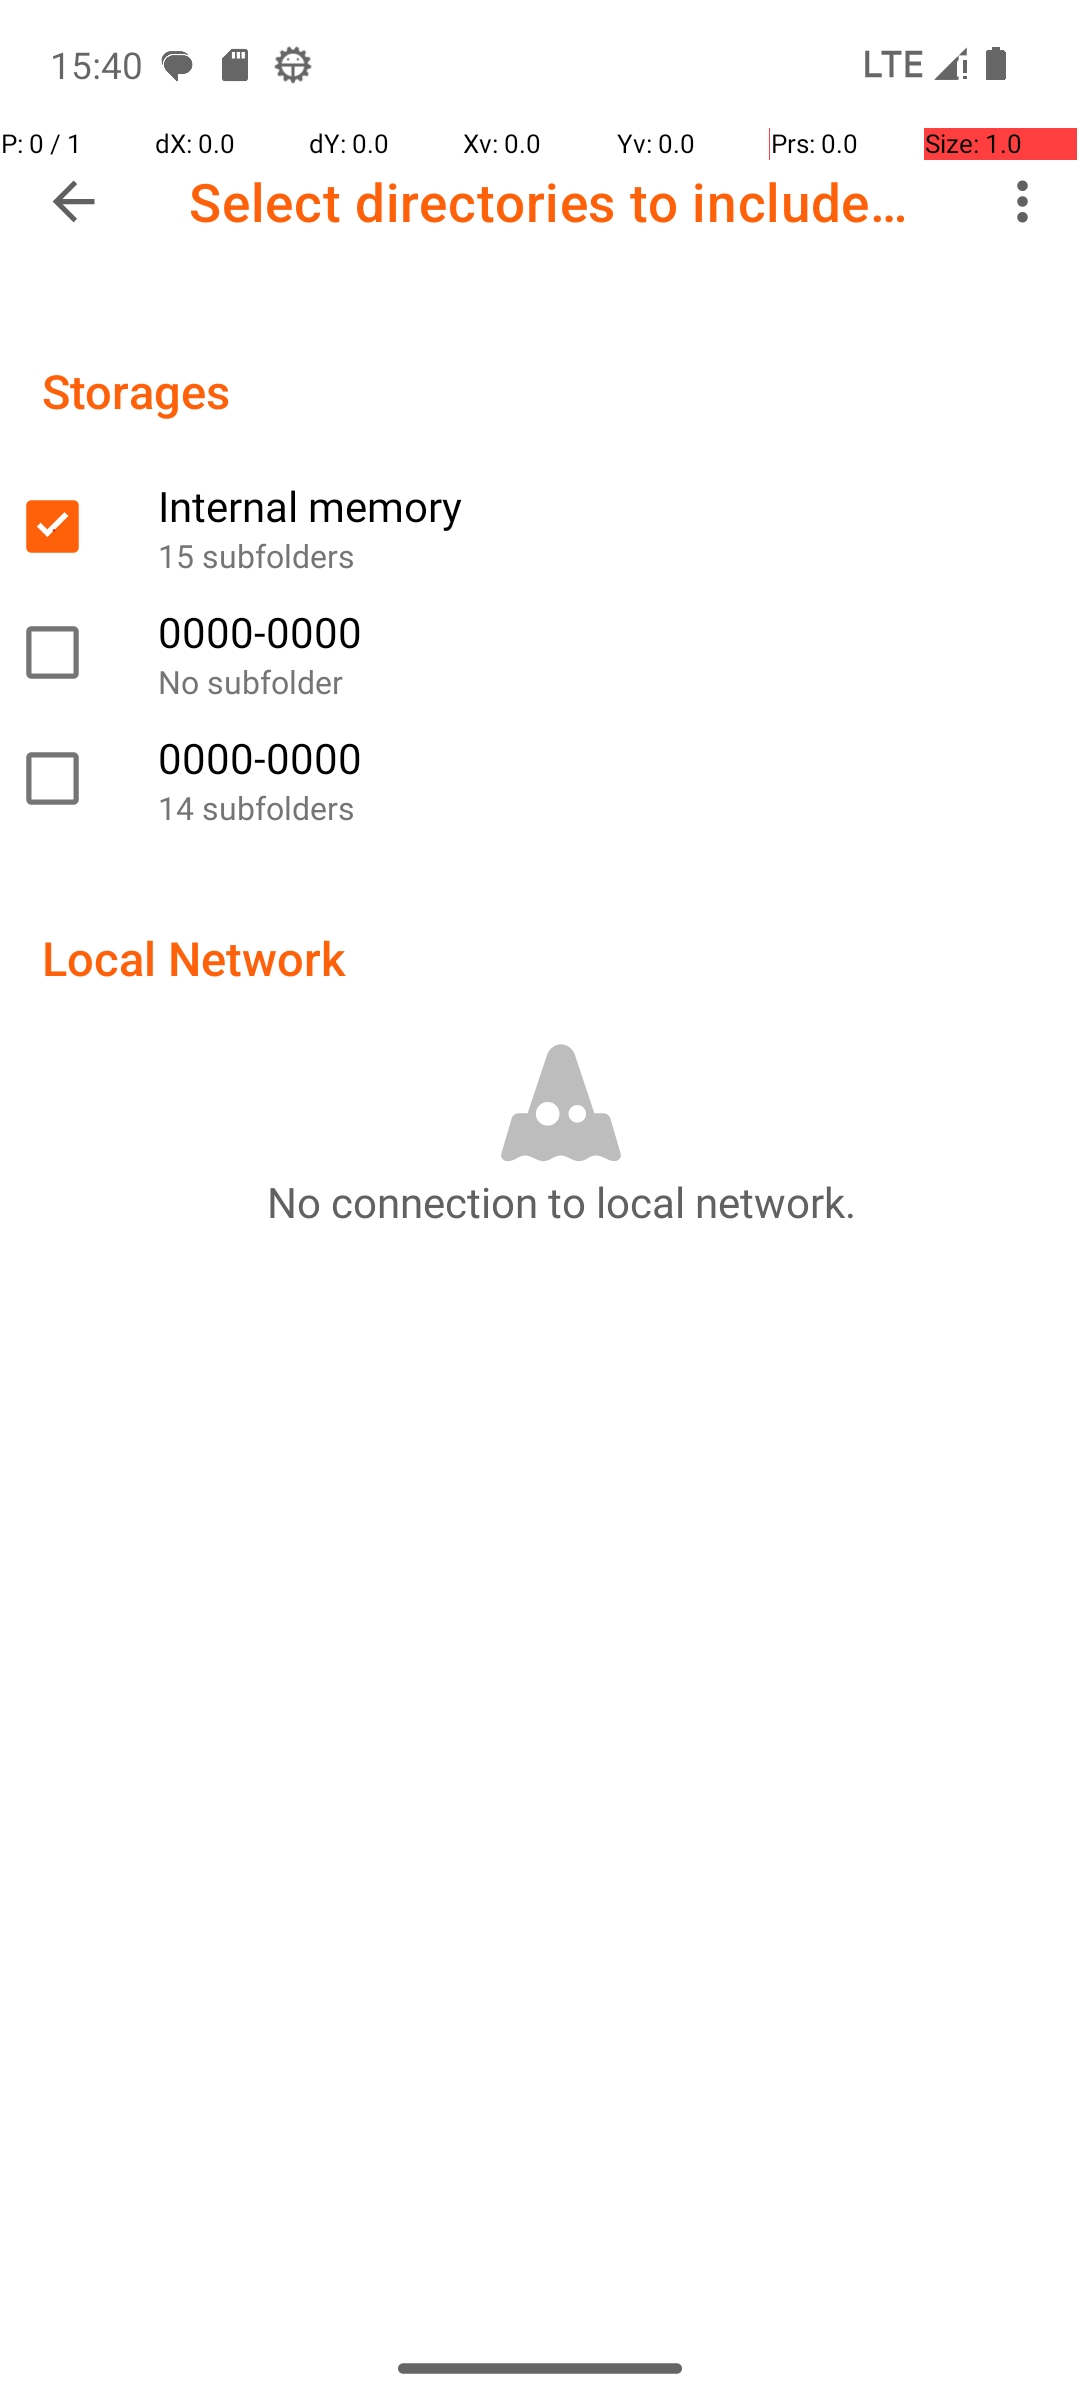 15:40
LTE
P: 0 / 1 dX: 0.0 dY: 0.0 Xv: 0.0 Yv: 0.0 Prs: 0.0 Size: 1.0
Select directories to include…
Storages
Internal memory
15 subfolders
0000-0000
No subfolder
0000-0000
14 subfolders
Local Network
No connection to local network.